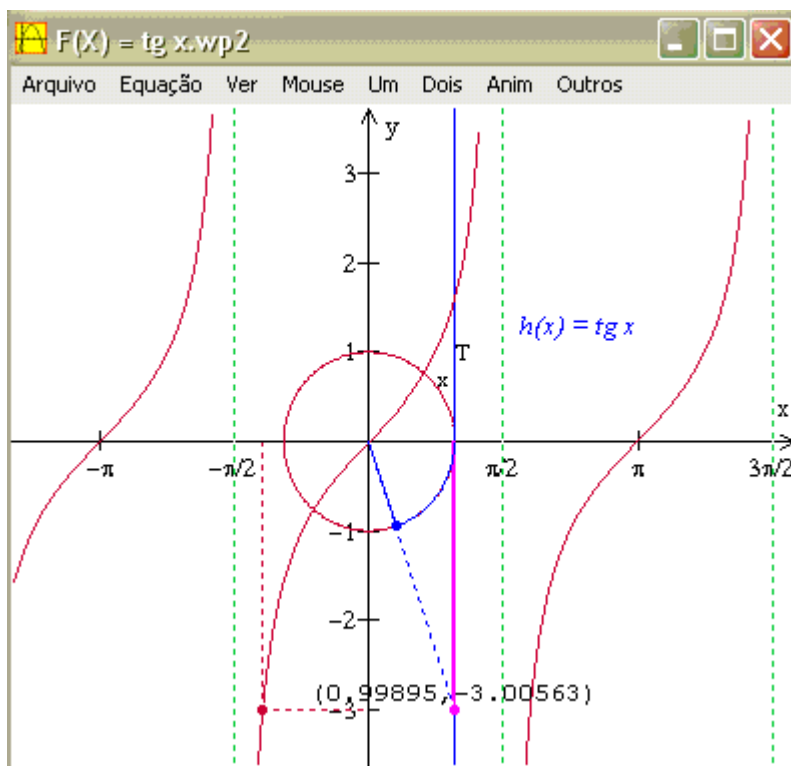 F(X) = tg x.wp2
Arquivo Equação Ver Mouse Um Dois Anim Outros
y
3
2
h(x) = tg x
1
T
x
x
-π
-π/2
π/2
π
3π/2
-1
-2
(0,99895,-3.00563)
-3